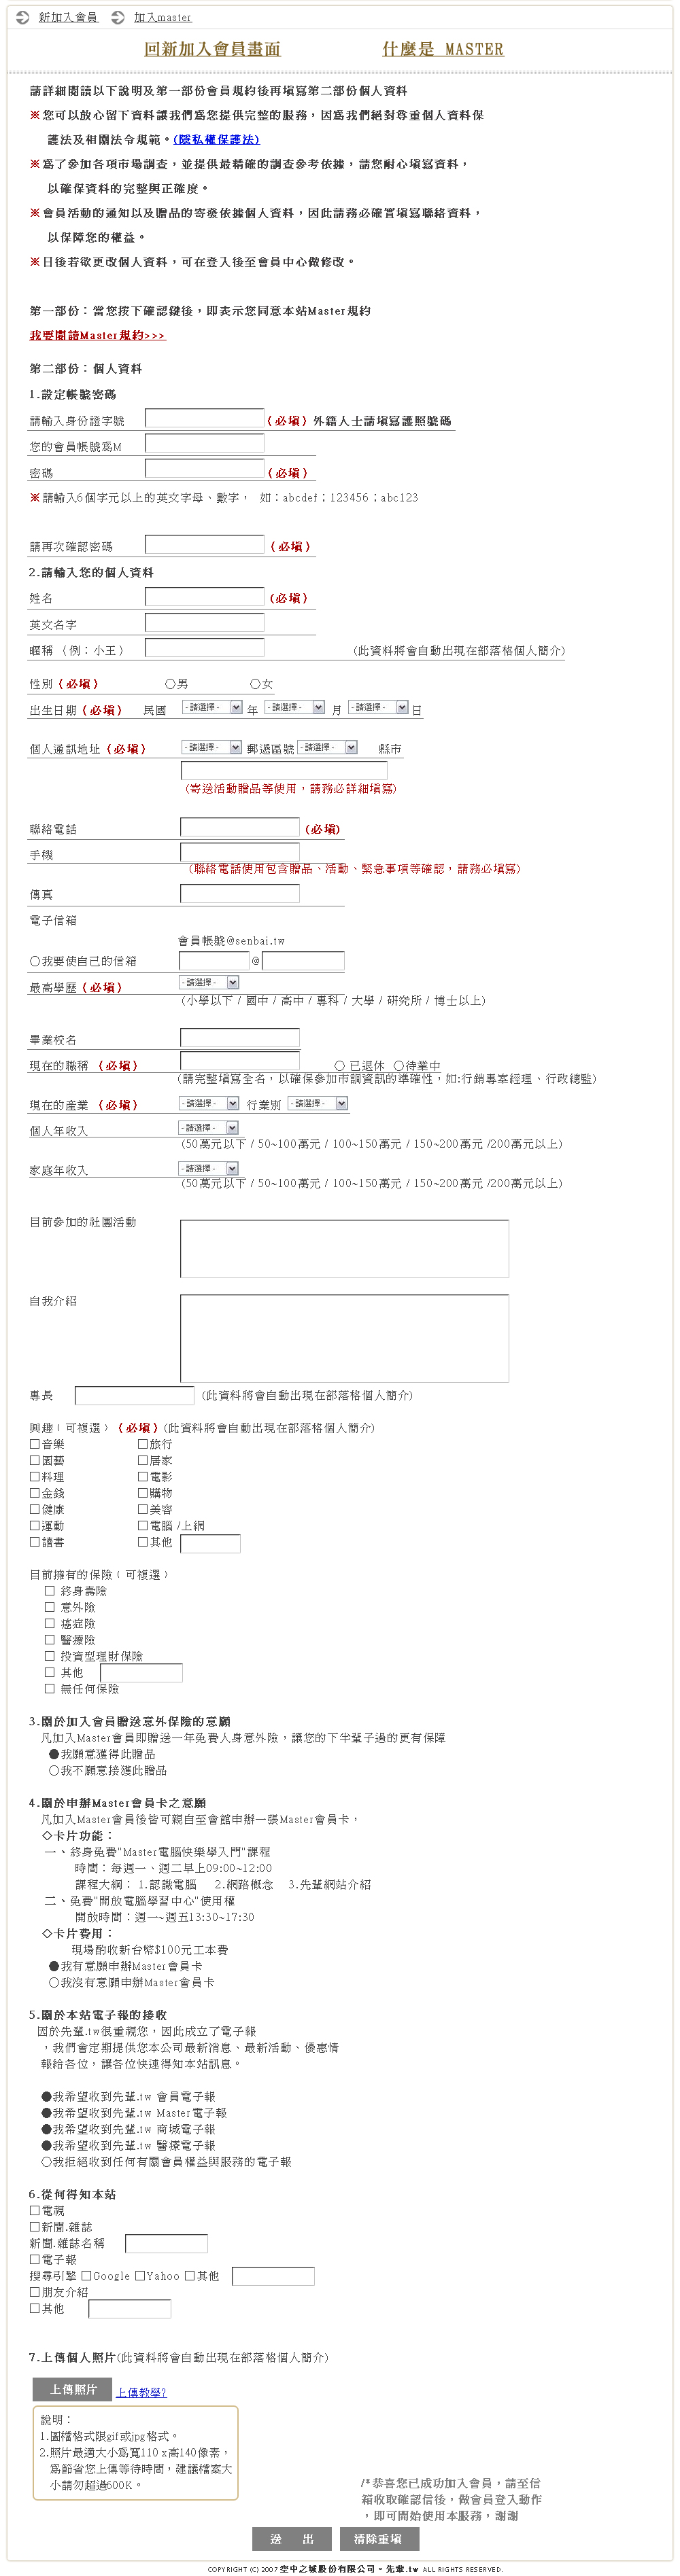 新加入會員 加入master
回新加入會員畫面 什麼是 MASTER
請詳細閱讀以下說明及第一部份會員規約後再填寫第二部份個人資料
※您可以放心留下資料讓我們為您提供完整的服務，因為我們絕對尊重個人資料保
護法及相關法令規範。(隱私權保護法)
※為了參加各項市場調查，並提供最精確的調查參考依據，請您耐心填寫資料，
以確保資料的完整與正確度。
※會員活動的通知以及贈品的寄發依據個人資料，因此請務必確實填寫聯絡資料，
以保障您的權益。
※日後若欲更改個人資料，可在登入後至會員中心做修改。
第一部份：當您按下確認鍵後，即表示您同意本站Master規約
我要閱讀Master規約>>>
第二部份：個人資料
1.設定帳號密碼
請輸入身份證字號 （必填）外籍人士請填寫護照號碼
您的會員帳號為M
密碼 （必填）
※請輸入6個字元以上的英文字母、數字， 如：abcdef；123456；abc123
請再次確認密碼 （必填）
2.請輸入您的個人資料
姓名 （必填）
英文名字
暱稱（例：小王） (此資料將會自動出現在部落格個人簡介)
性別（必填） ○男 ○女
出生日期（必填） 民國 - 請選擇 - 年 - 請選擇 - 月 - 請選擇 - 日
個人通訊地址（必填） - 請選擇 - 郵遞區號 - 請選擇 - 縣市
(寄送活動贈品等使用，請務必詳細填寫)
聯絡電話 (必填)
手機
(聯絡電話使用包含贈品、活動、緊急事項等確認，請務必填寫)
傳真
電子信箱
會員帳號@senbai.tw
○我要使自己的信箱 @
最高學歷（必填） - 請選擇 -
(小學以下 / 國中 / 高中 / 專科 / 大學 / 研究所 / 博士以上)
畢業校名
現在的職稱 （必填） ○ 已退休 ○待業中
(請完整填寫全名，以確保參加市調資訊的準確性，如:行銷專案經理、行政總監)
現在的產業 （必填） - 請選擇 - 行業別 - 請選擇 -
個人年收入 - 請選擇 -
(50萬元以下 / 50~100萬元 / 100~150萬元 / 150~200萬元 /200萬元以上)
家庭年收入 - 請選擇 -
(50萬元以下 / 50~100萬元 / 100~150萬元 / 150~200萬元 /200萬元以上)
目前參加的社團活動
自我介紹
專長 (此資料將會自動出現在部落格個人簡介)
興趣﹝可複選﹞（必填）(此資料將會自動出現在部落格個人簡介)
□音樂 □旅行
□園藝 □居家
□料理 □電影
□金錢 □購物
□健康 □美容
□運動 □電腦 /上網
□讀書 □其他
目前擁有的保險﹝可複選﹞
□ 終身壽險
□ 意外險
□ 癌症險
□ 醫療險
□ 投資型理財保險
□ 其他
□ 無任何保險
3.關於加入會員贈送意外保險的意願
凡加入Master會員即贈送一年免費人身意外險，讓您的下半輩子過的更有保障
●我願意獲得此贈品
○我不願意接獲此贈品
4.關於申辦Master會員卡之意願
凡加入Master會員後皆可親自至會館申辦一張Master會員卡，
◇卡片功能：
一、終身免費"Master電腦快樂學入門"課程
時間：每週一、週二早上09:00~12:00
課程大綱： 1.認識電腦 2.網路概念 3.先輩網站介紹
二、免費"開放電腦學習中心"使用權
開放時間：週一~週五13:30~17:30
◇卡片費用：
現場酌收新台幣$100元工本費
●我有意願申辦Master會員卡
○我沒有意願申辦Master會員卡
5.關於本站電子報的接收
因於先輩.tw很重視您，因此成立了電子報
，我們會定期提供您本公司最新消息、最新活動、優惠情
報給各位，讓各位快速得知本站訊息。
●我希望收到先輩.tw 會員電子報
●我希望收到先輩.tw Master電子報
●我希望收到先輩.tw 商城電子報
●我希望收到先輩.tw 醫療電子報
○我拒絕收到任何有關會員權益與服務的電子報
6.從何得知本站
□電視
□新聞.雜誌
新聞.雜誌名稱
□電子報
搜尋引擎 □Google □Yahoo □其他
□朋友介紹
□其他
7.上傳個人照片(此資料將會自動出現在部落格個人簡介)
上傳照片 上傳教學?
說明：
1.圖檔格式限gif或jpg格式。
2.照片最適大小為寬110 x高140像素，
為節省您上傳等待時間，建議檔案大
小請勿超過600K。
/*恭喜您已成功加入會員，請至信
箱收取確認信後，做會員登入動作
，即可開始使用本服務，謝謝
送 出 清除重填
COPYRIGHT (C) 2007 空中之城股份有限公司。先輩.tw ALL RIGHTS RESERVED.